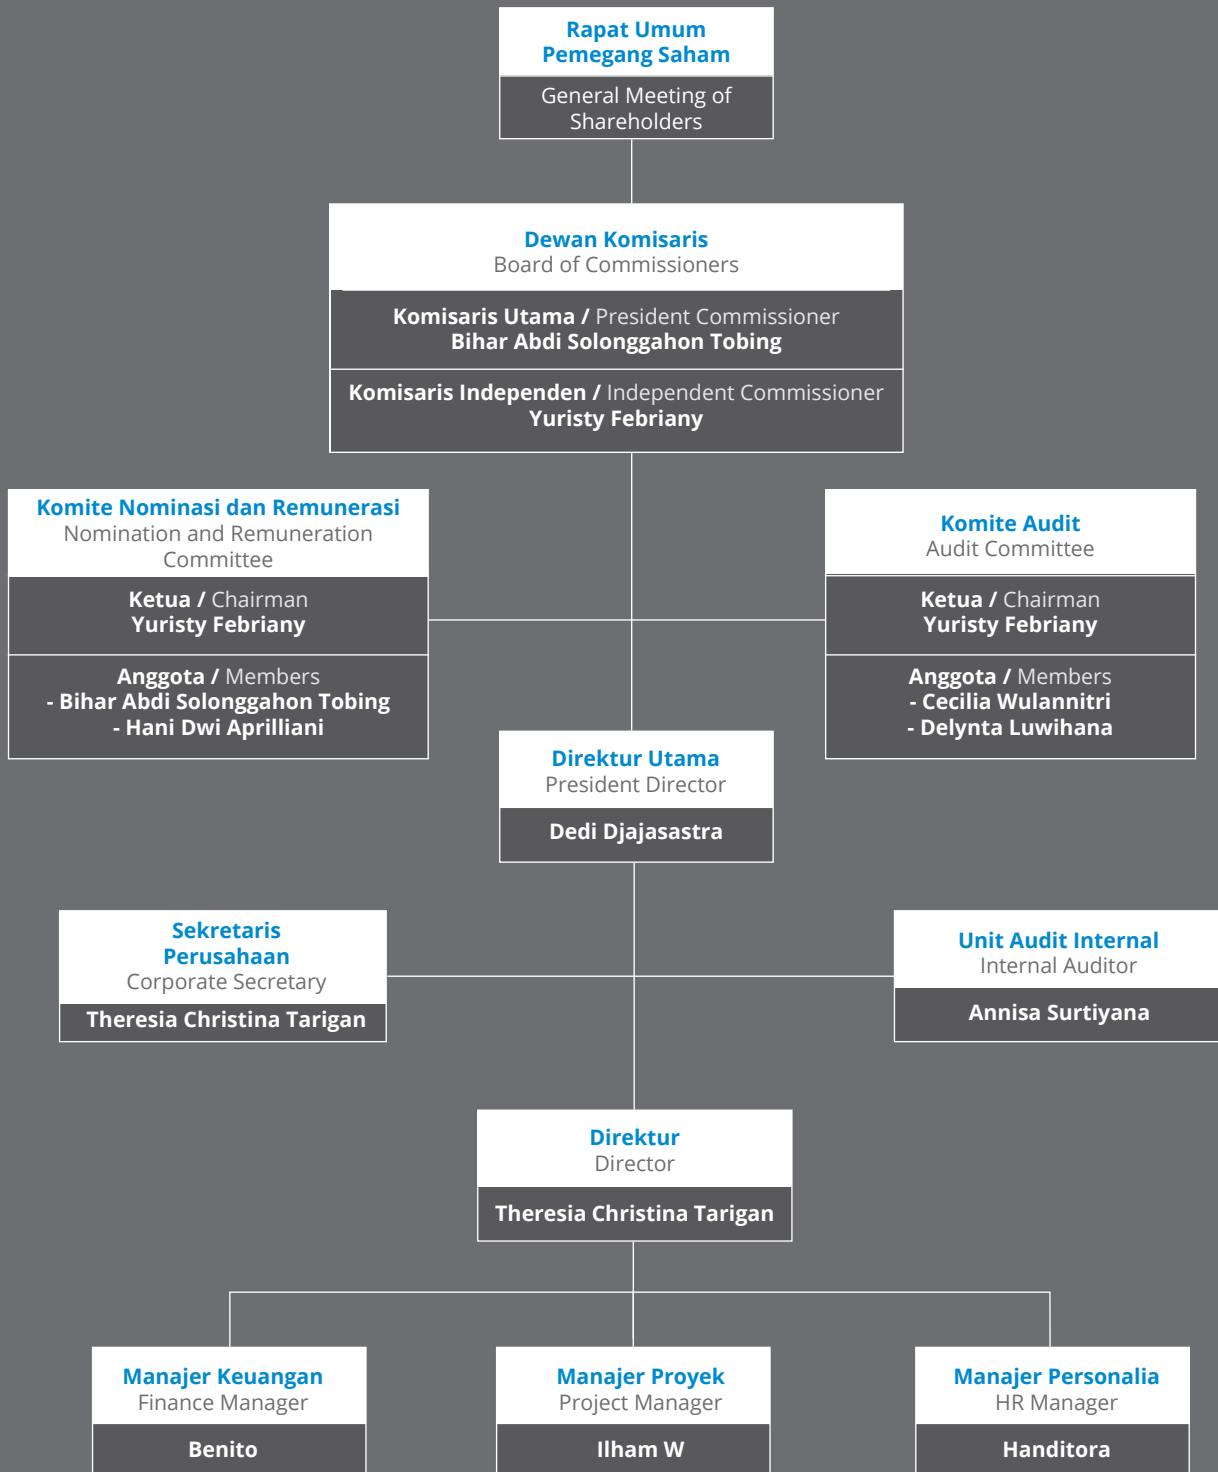 Rapat Umum
Pemegang Saham
General Meeting of
Shareholders
Dewan Komisaris
Board of Commissioners
Komisaris Utama / President Commissioner
Bihar Abdi Solonggahon Tobing
Komisaris Independen / Independent Commissioner
Yuristy Febriany
Komite Nominasi dan Remunerasi
Nomination and Remuneration
Committee
Ketua / Chairman
Yuristy Febriany
Anggota / Members
- Bihar Abdi Solonggahon Tobing
- Hani Dwi Aprilliani
Komite Audit
Audit Committee
Ketua / Chairman
Yuristy Febriany
Anggota / Members
- Cecilia Wulannitri
- Delynta Luwihana
Direktur Utama
President Director
Dedi Djajasastra
Sekretaris
Perusahaan
Corporate Secretary
Theresia Christina Tarigan
Unit Audit Internal
Internal Auditor
Annisa Surtiyana
Direktur
Director
Theresia Christina Tarigan
Manajer Keuangan
Finance Manager
Benito
Manajer Proyek
Project Manager
Ilham W
Manajer Personalia
HR Manager
Handitora